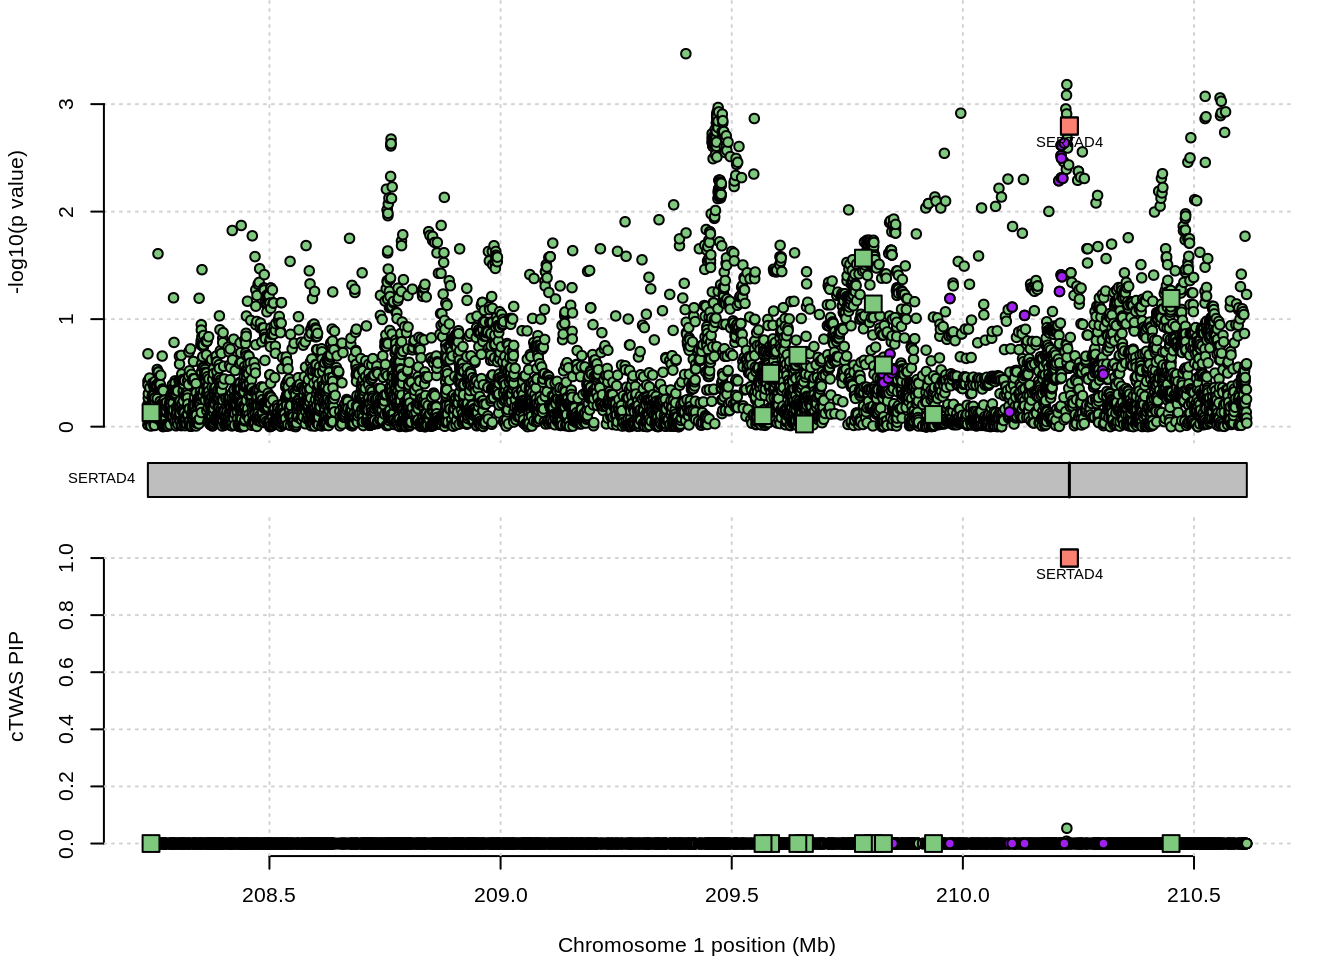 -log10(p value)
3
2
1
0
SERTAD4
SERTAD4
cTWAS PIP
1.0
0.8
0.6
0.4
0.2
0.0
SERTAD4
208.5 209.0 209.5 210.0 210.5
Chromosome 1 position (Mb)